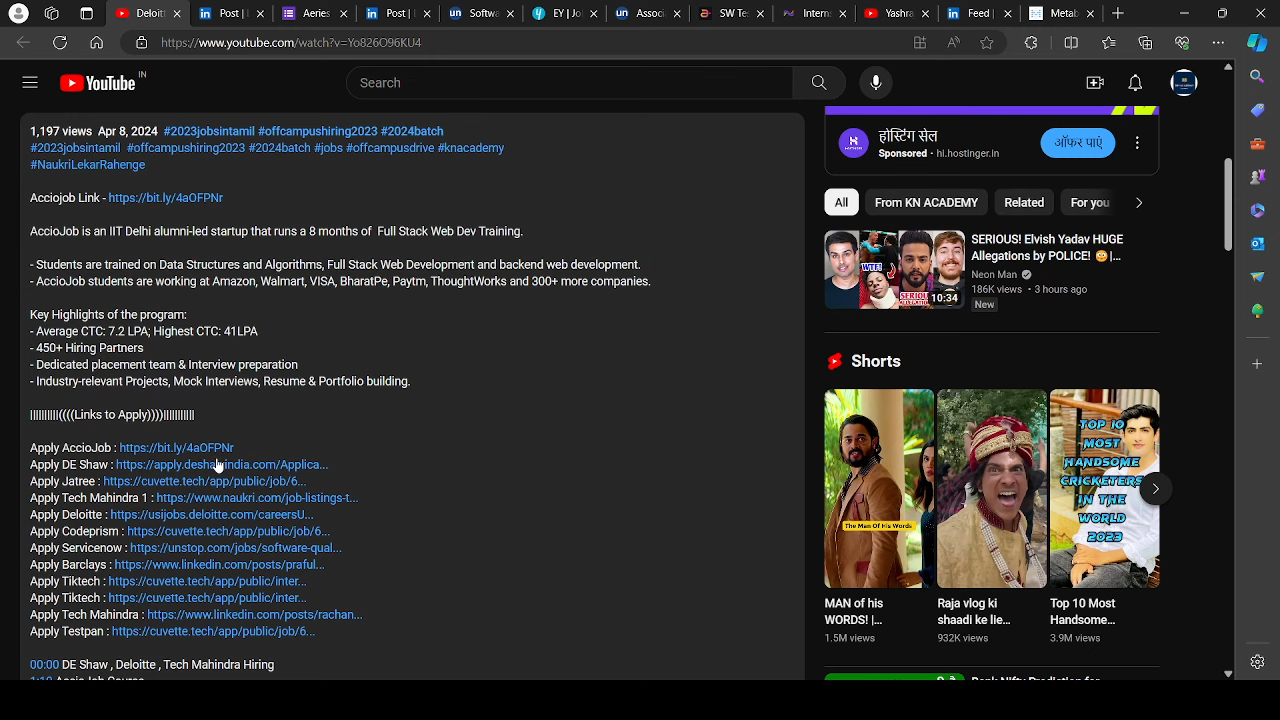 Deloitt
Post | L
Aeries
Post | D
Softwa
EY | Jo
Associ
SW Te
Intern
Yashra
Feed |
Metab
https://www.youtube.com/watch?v=Yo826O96KU4
YouTube IN
Search
1,197 views Apr 8, 2024 #2023jobsintamil #offcampushiring2023 #2024batch
#2023jobsintamil #offcampushiring2023 #2024batch #jobs #offcampusdrive #knacademy
#NaukriLekarRahenge
Acciojob Link - https://bit.ly/4aOFPNr
AccioJob is an IIT Delhi alumni-led startup that runs a 8 months of Full Stack Web Dev Training.
- Students are trained on Data Structures and Algorithms, Full Stack Web Development and backend web development.
- AccioJob students are working at Amazon, Walmart, VISA, BharatPe, Paytm, ThoughtWorks and 300+ more companies.
Key Highlights of the program:
- Average CTC: 7.2 LPA; Highest CTC: 41LPA
- 450+ Hiring Partners
- Dedicated placement team & Interview preparation
- Industry-relevant Projects, Mock Interviews, Resume & Portfolio building.
||||||||||((((Links to Apply))))|||||||||||
Apply AccioJob : https://bit.ly/4aOFPNr
Apply DE Shaw : https://apply.deshawindia.com/Applica...
Apply Jatree : https://cuvette.tech/app/public/job/6...
Apply Tech Mahindra 1 : https://www.naukri.com/job-listings-t...
Apply Deloitte : https://usijobs.deloitte.com/careersU...
Apply Codeprism : https://cuvette.tech/app/public/job/6...
Apply Servicenow : https://unstop.com/jobs/software-qual...
Apply Barclays : https://www.linkedin.com/posts/praful...
Apply Tiktech : https://cuvette.tech/app/public/inter...
Apply Tiktech : https://cuvette.tech/app/public/inter...
Apply Tech Mahindra : https://www.linkedin.com/posts/rachan...
Apply Testpan : https://cuvette.tech/app/public/job/6...
00:00 DE Shaw , Deloitte , Tech Mahindra Hiring
होस्टिंग सेल
Sponsored · hi.hostinger.in
ऑफर पाएं
All
From KN ACADEMY
Related
For you
WTF!
SERIOUS
10:34
SERIOUS! Elvish Yadav HUGE
Allegations by POLICE! 😳 |...
Neon Man
186K views · 3 hours ago
New
Shorts
The Man Of His Words
TOP 10
MOST
HANDSOME
CRICKETERS
IN THE
WORLD
2023
MAN of his
WORDS! |...
1.5M views
Raja vlog ki
shaadi ke lie...
932K views
Top 10 Most
Handsome...
3.9M views